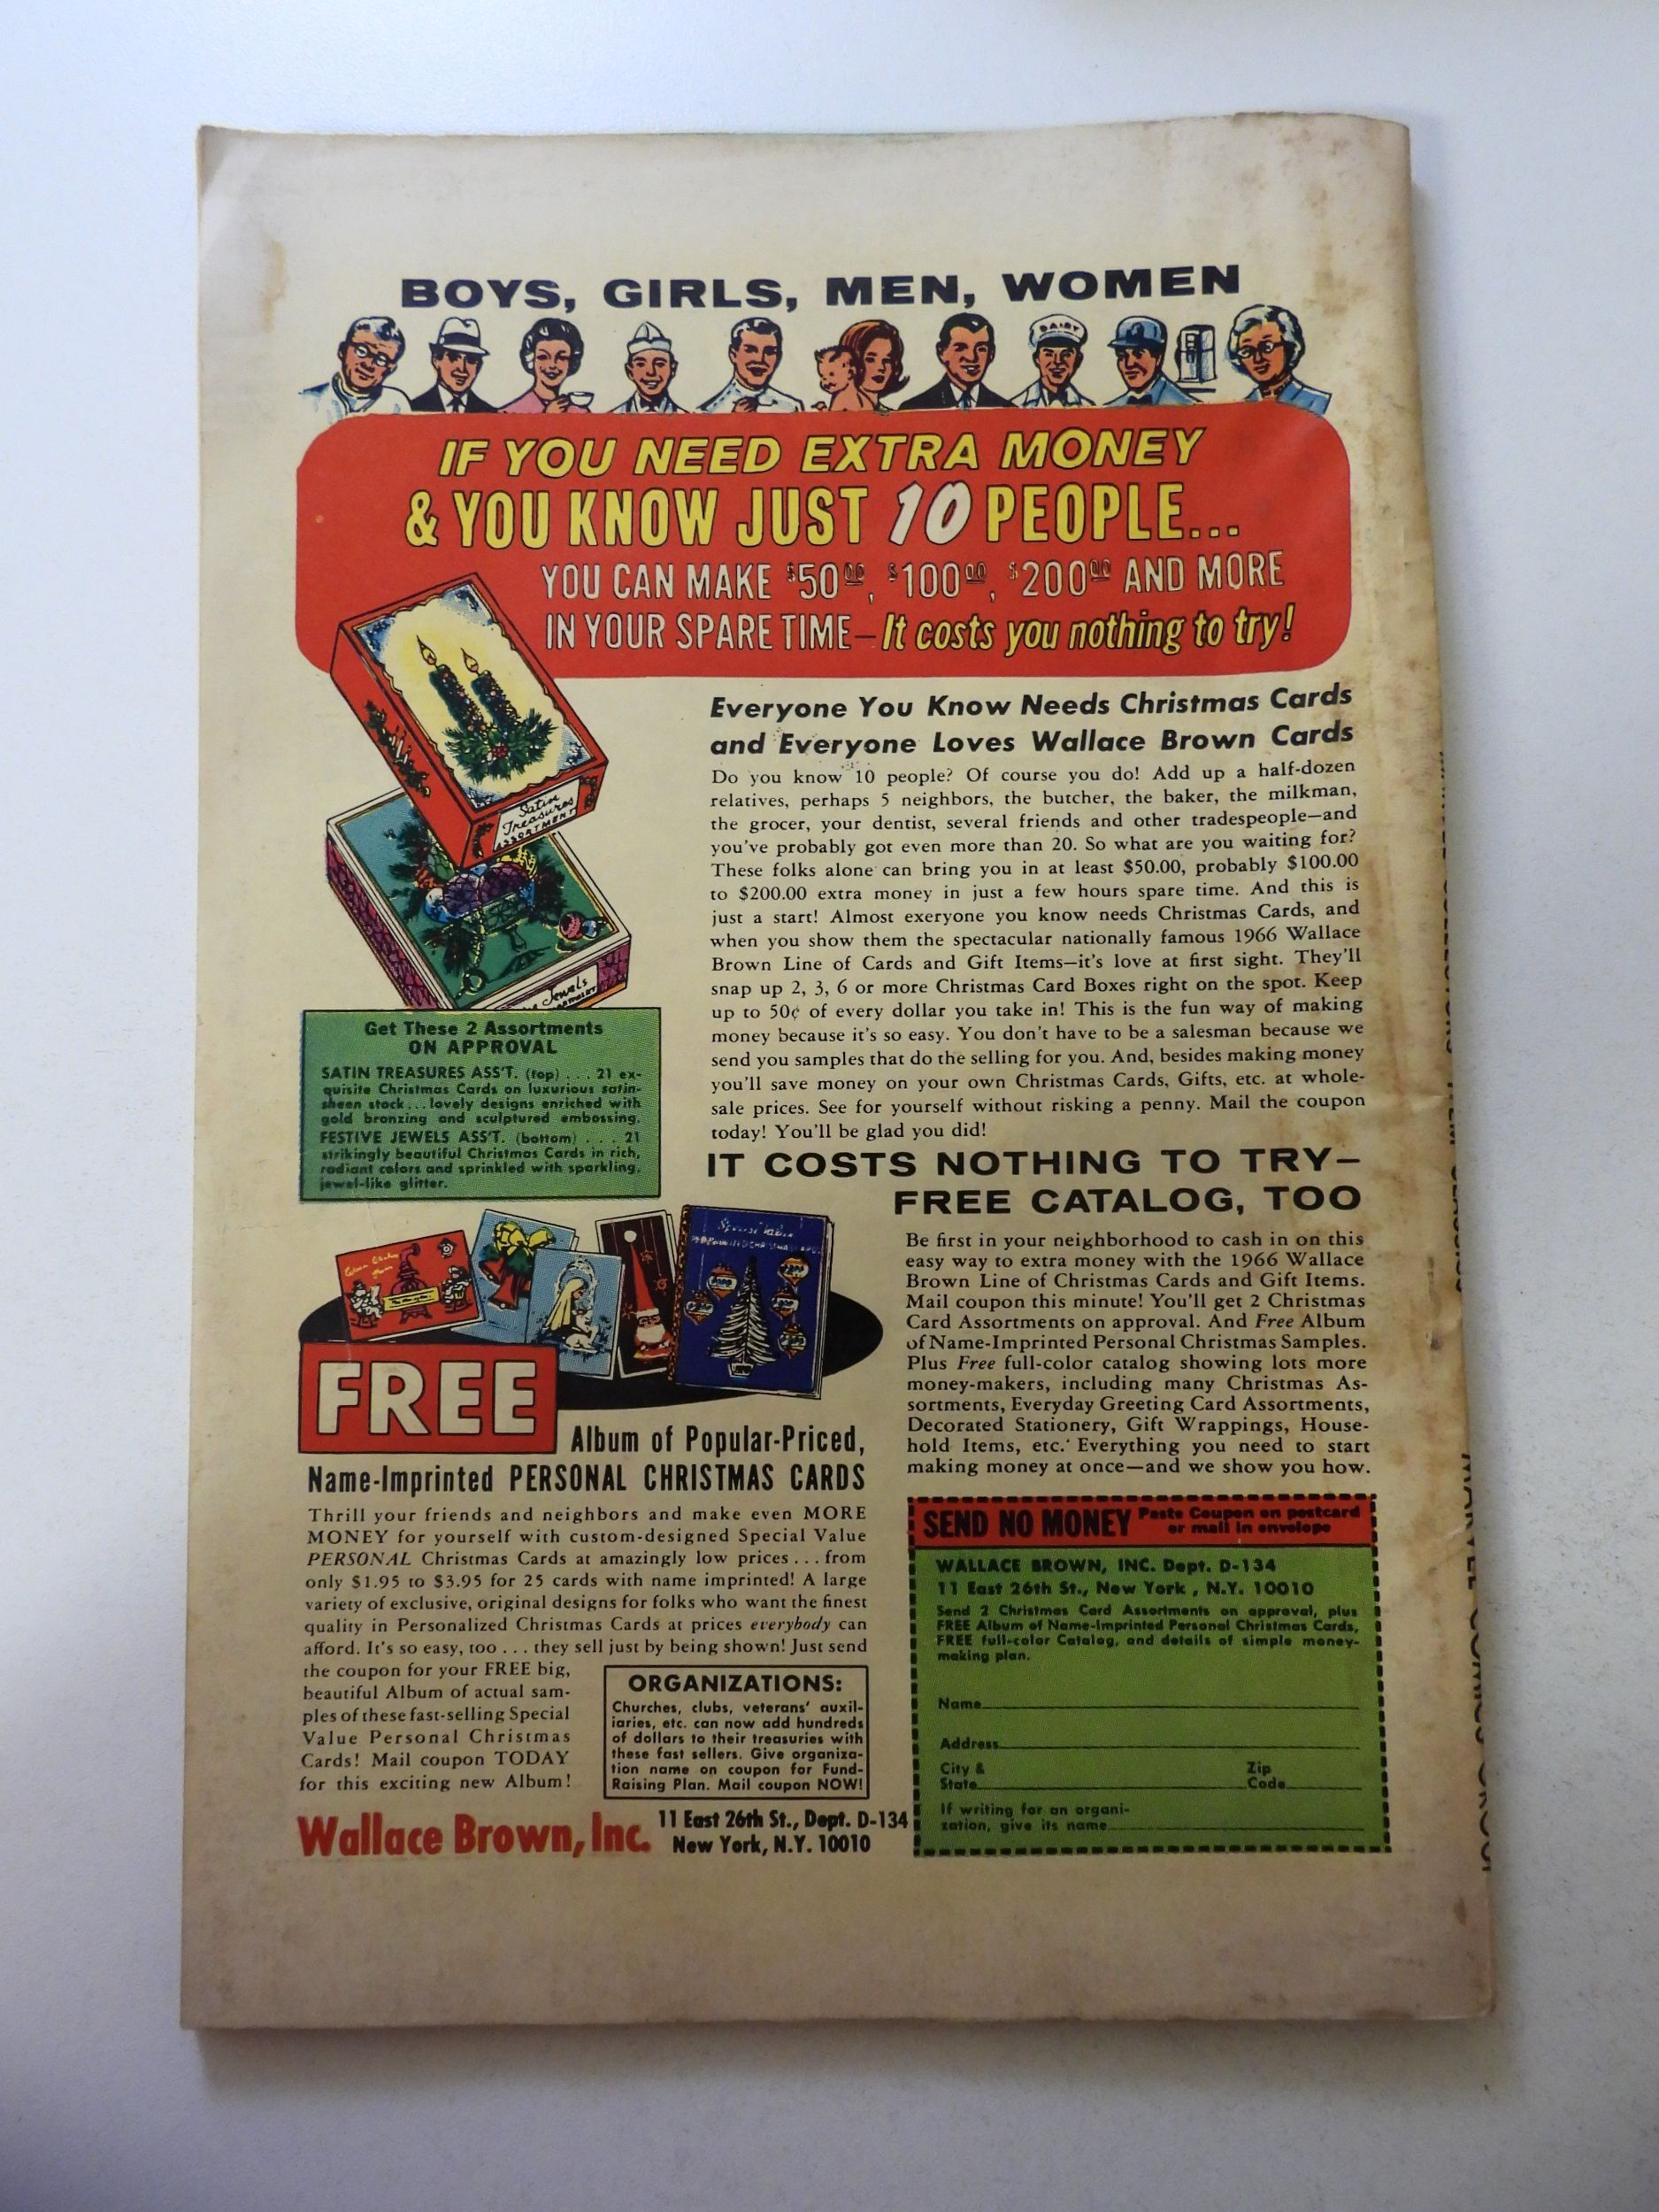 BOYS, GIRLS, MEN, WOMEN
DAIRY
IF YOU NEED EXTRA MONEY
& YOU KNOW JUST 10 PEOPLE...
YOU CAN MAKE $50.00, $100.00, $200.00 AND MORE
IN YOUR SPARE TIME—It costs you nothing to try!
Satin
Treasures
ASSORTMENT
Jewels
Everyone You Know Needs Christmas Cards
and Everyone Loves Wallace Brown Cards
Do you know 10 people? Of course you do! Add up a half-dozen
relatives, perhaps 5 neighbors, the butcher, the baker, the milkman,
the grocer, your dentist, several friends and other tradespeople—and
you've probably got even more than 20. So what are you waiting for?
These folks alone can bring you in at least $50.00, probably $100.00
to $200.00 extra money in just a few hours spare time. And this is
just a start! Almost exeryone you know needs Christmas Cards, and
when you show them the spectacular nationally famous 1966 Wallace
Brown Line of Cards and Gift Items—it's love at first sight. They'll
snap up 2, 3, 6 or more Christmas Card Boxes right on the spot. Keep
up to 50¢ of every dollar you take in! This is the fun way of making
money because it's so easy. You don't have to be a salesman because we
send you samples that do the selling for you. And, besides making money
you'll save money on your own Christmas Cards, Gifts, etc. at whole-
sale prices. See for yourself without risking a penny. Mail the coupon
today! You'll be glad you did!
Get These 2 Assortments
ON APPROVAL
SATIN TREASURES ASS'T. (top) . . . 21 ex-
quisite Christmas Cards on luxurious satin-
sheen stock... lovely designs enriched with
gold bronzing and sculptured embossing.
FESTIVE JEWELS ASS'T. (bottom) . . . 21
strikingly beautiful Christmas Cards in rich,
radiant colors and sprinkled with sparkling,
jewel-like glitter.
IT COSTS NOTHING TO TRY—
FREE CATALOG, TOO
Be first in your neighborhood to cash in on this
easy way to extra money with the 1966 Wallace
Brown Line of Christmas Cards and Gift Items.
Mail coupon this minute! You'll get 2 Christmas
Card Assortments on approval. And Free Album
of Name-Imprinted Personal Christmas Samples.
Plus Free full-color catalog showing lots more
money-makers, including many Christmas As-
sortments, Everyday Greeting Card Assortments,
Decorated Stationery, Gift Wrappings, House-
hold Items, etc. Everything you need to start
making money at once—and we show you how.
Special Value
FREE
Album of Popular-Priced,
Name-Imprinted PERSONAL CHRISTMAS CARDS
Thrill your friends and neighbors and make even MORE
MONEY for yourself with custom-designed Special Value
PERSONAL Christmas Cards at amazingly low prices . . . from
only $1.95 to $3.95 for 25 cards with name imprinted! A large
variety of exclusive, original designs for folks who want the finest
quality in Personalized Christmas Cards at prices everybody can
afford. It's so easy, too . . . they sell just by being shown! Just send
the coupon for your FREE big,
beautiful Album of actual sam-
ples of these fast-selling Special
Value Personal Christmas
Cards! Mail coupon TODAY
for this exciting new Album!
ORGANIZATIONS:
Churches, clubs, veterans' auxil-
iaries, etc. can now add hundreds
of dollars to their treasuries with
these fast sellers. Give organiza-
tion name on coupon for Fund-
Raising Plan. Mail coupon NOW!
Wallace Brown, Inc. 11 East 26th St., Dept. D-134
New York, N.Y. 10010
SEND NO MONEY Paste Coupon on postcard
or mail in envelope
WALLACE BROWN, INC. Dept. D-134
11 East 26th St., New York, N.Y. 10010
Send 2 Christmas Card Assortments on approval, plus
FREE Album of Name-Imprinted Personal Christmas Cards,
FREE full-color Catalog, and details of simple money-
making plan.
Name
Address
City & Zip
State Code
If writing for an organi-
zation, give its name